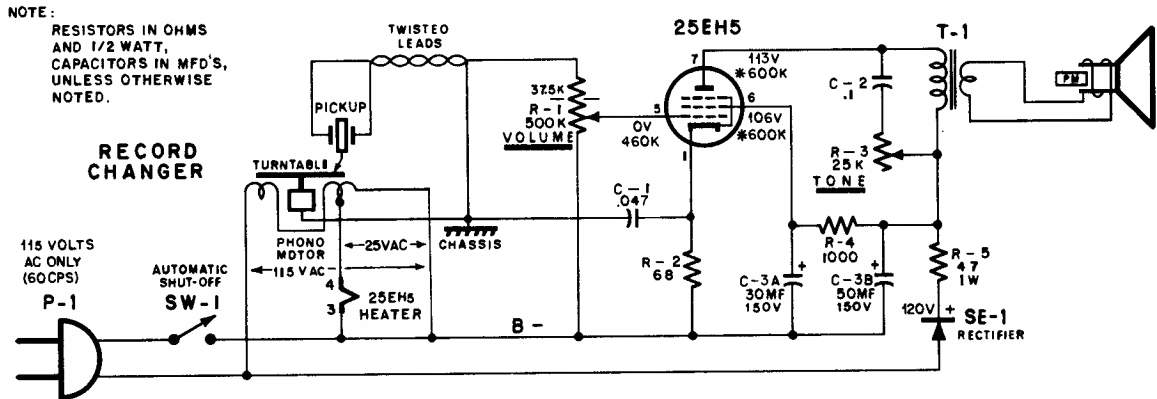 NOTE:
RESISTORS IN OHMS
AND 1/2 WATT,
CAPACITORS IN MFD'S,
UNLESS OTHERWISE
NOTED.
TWISTED
LEADS
25EH5
T-1
7
113V
*600K
C-2
.1
PM
PICKUP
37.5K
R-1
500K
VOLUME
5
0V
460K
6
106V
*600K
1
R-3
25K
TONE
RECORD
CHANGER
TURNTABLE
C-1
.047
PHONO
MOTOR
CHASSIS
25VAC
115 VAC
R-2
68
R-4
1000
R-5
47
1W
+
C-3A
30MF
150V
+
C-3B
50MF
150V
115 VOLTS
AC ONLY
(60CPS)
P-1
AUTOMATIC
SHUT-OFF
SW-1
4
3
25EH5
HEATER
B-
120V
+
SE-1
RECTIFIER